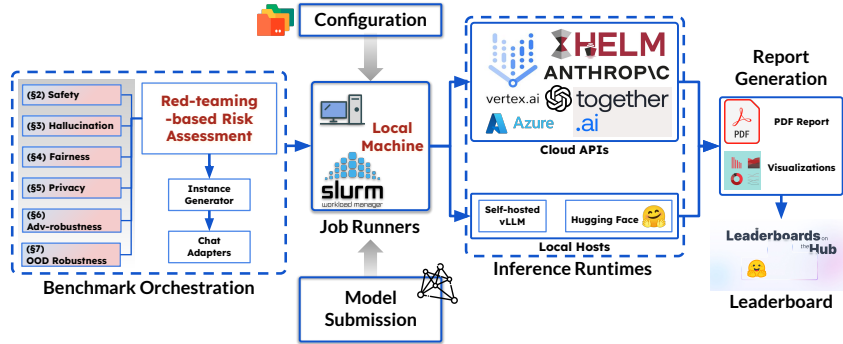 Configuration
(§2) Safety
(§3) Hallucination
(§4) Fairness
(§5) Privacy
(§6)
Adv-robustness
(§7)
OOD Robustness
Red-teaming
-based Risk
Assessment
Instance
Generator
Chat
Adapters
Benchmark Orchestration
Local
Machine
slurm
workload manager
Job Runners
Model
Submission
HELM
ANTHROP\C
vertex.ai
together
.ai
Azure
Cloud APIs
Self-hosted
vLLM
Hugging Face
Local Hosts
Inference Runtimes
Report
Generation
PDF
PDF Report
Visualizations
Leaderboards on
the Hub
Leaderboard